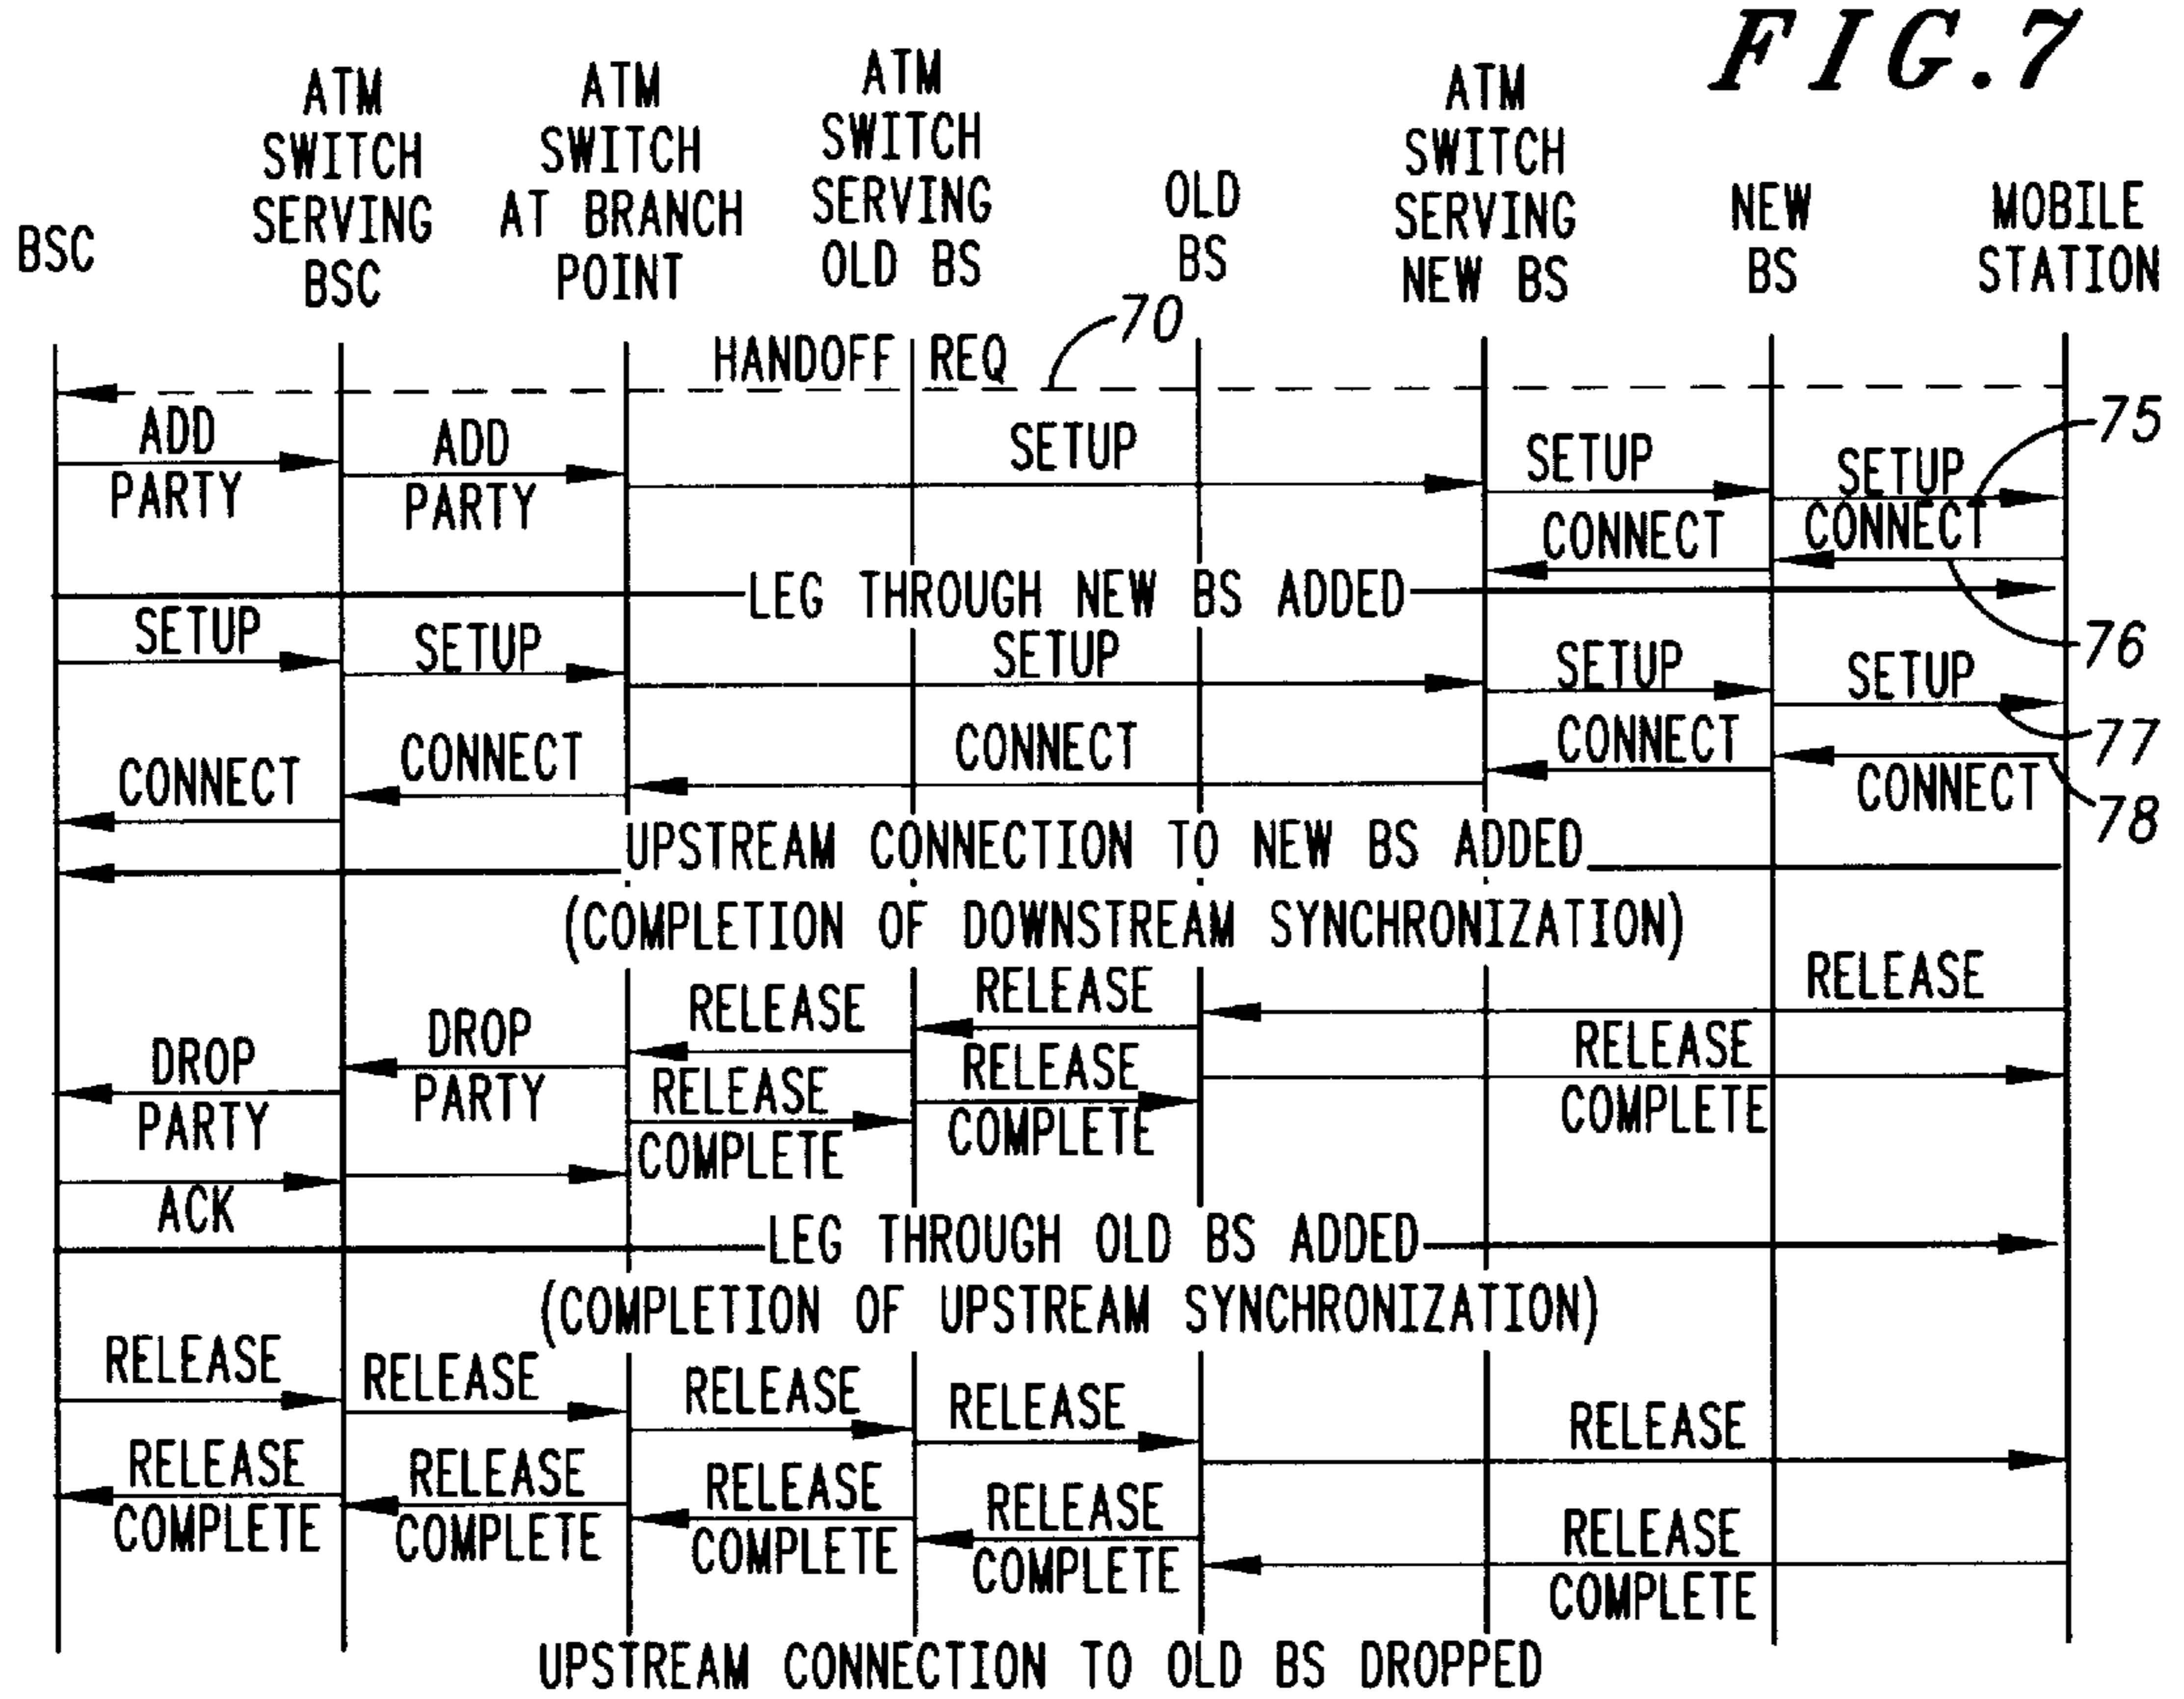 FIG.7
BSC
ATM
SWITCH
SERVING
BSC
ATM
SWITCH
AT BRANCH
POINT
ATM
SWITCH
SERVING
OLD BS
OLD
BS
ATM
SWITCH
SERVING
NEW BS
NEW
BS
MOBILE
STATION
HANDOFF REQ
70
ADD
PARTY
ADD
PARTY
SETUP
SETUP
SETUP
75
CONNECT
CONNECT
LEG THROUGH NEW BS ADDED
76
SETUP
SETUP
SETUP
SETUP
SETUP
77
CONNECT
CONNECT
CONNECT
CONNECT
CONNECT
78
UPSTREAM CONNECTION TO NEW BS ADDED
(COMPLETION OF DOWNSTREAM SYNCHRONIZATION)
RELEASE
RELEASE
RELEASE
DROP
PARTY
DROP
PARTY
RELEASE
COMPLETE
RELEASE
COMPLETE
RELEASE
COMPLETE
ACK
LEG THROUGH OLD BS ADDED
(COMPLETION OF UPSTREAM SYNCHRONIZATION)
RELEASE
RELEASE
RELEASE
RELEASE
RELEASE
RELEASE
COMPLETE
RELEASE
COMPLETE
RELEASE
COMPLETE
RELEASE
COMPLETE
RELEASE
COMPLETE
UPSTREAM CONNECTION TO OLD BS DROPPED